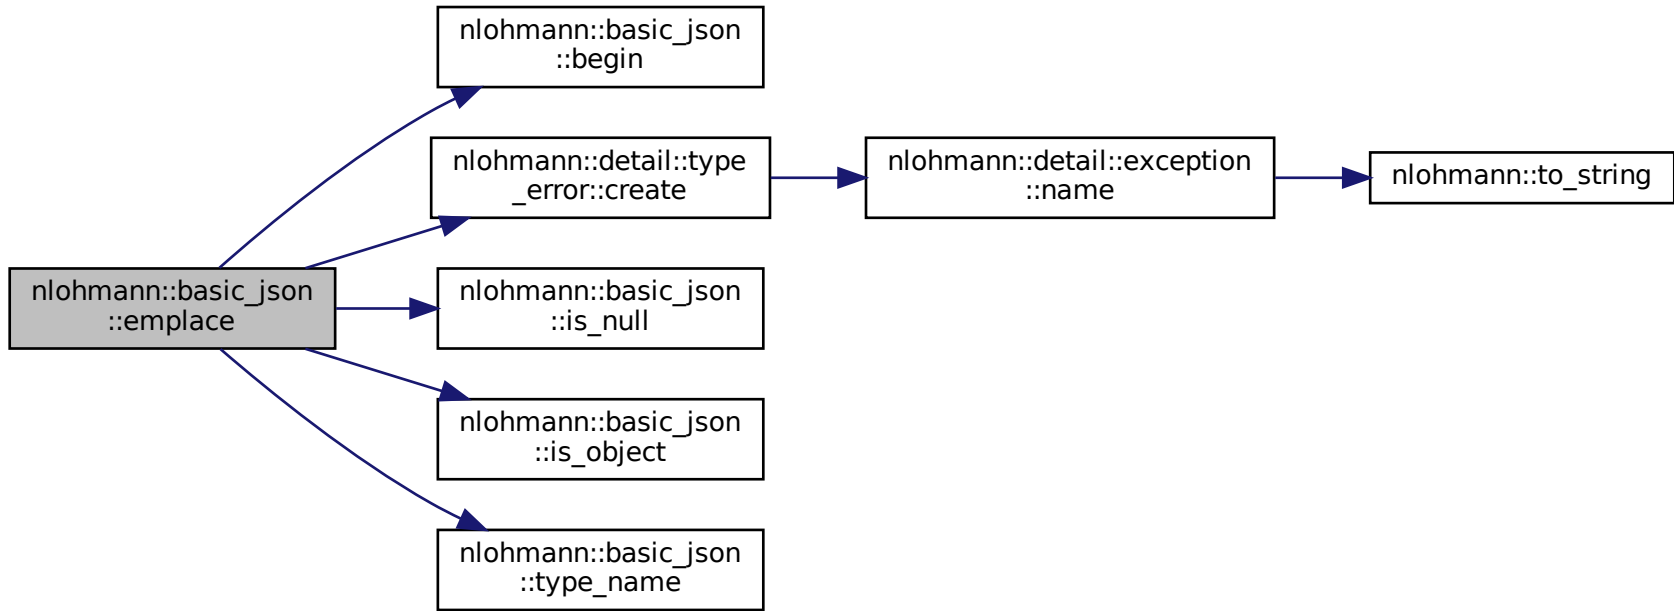 nlohmann::basic_json
::begin
nlohmann::detail::type
_error::create
nlohmann::detail::exception
::name
nlohmann::to_string
nlohmann::basic_json
::emplace
nlohmann::basic_json
::is_null
nlohmann::basic_json
::is_object
nlohmann::basic_json
::type_name